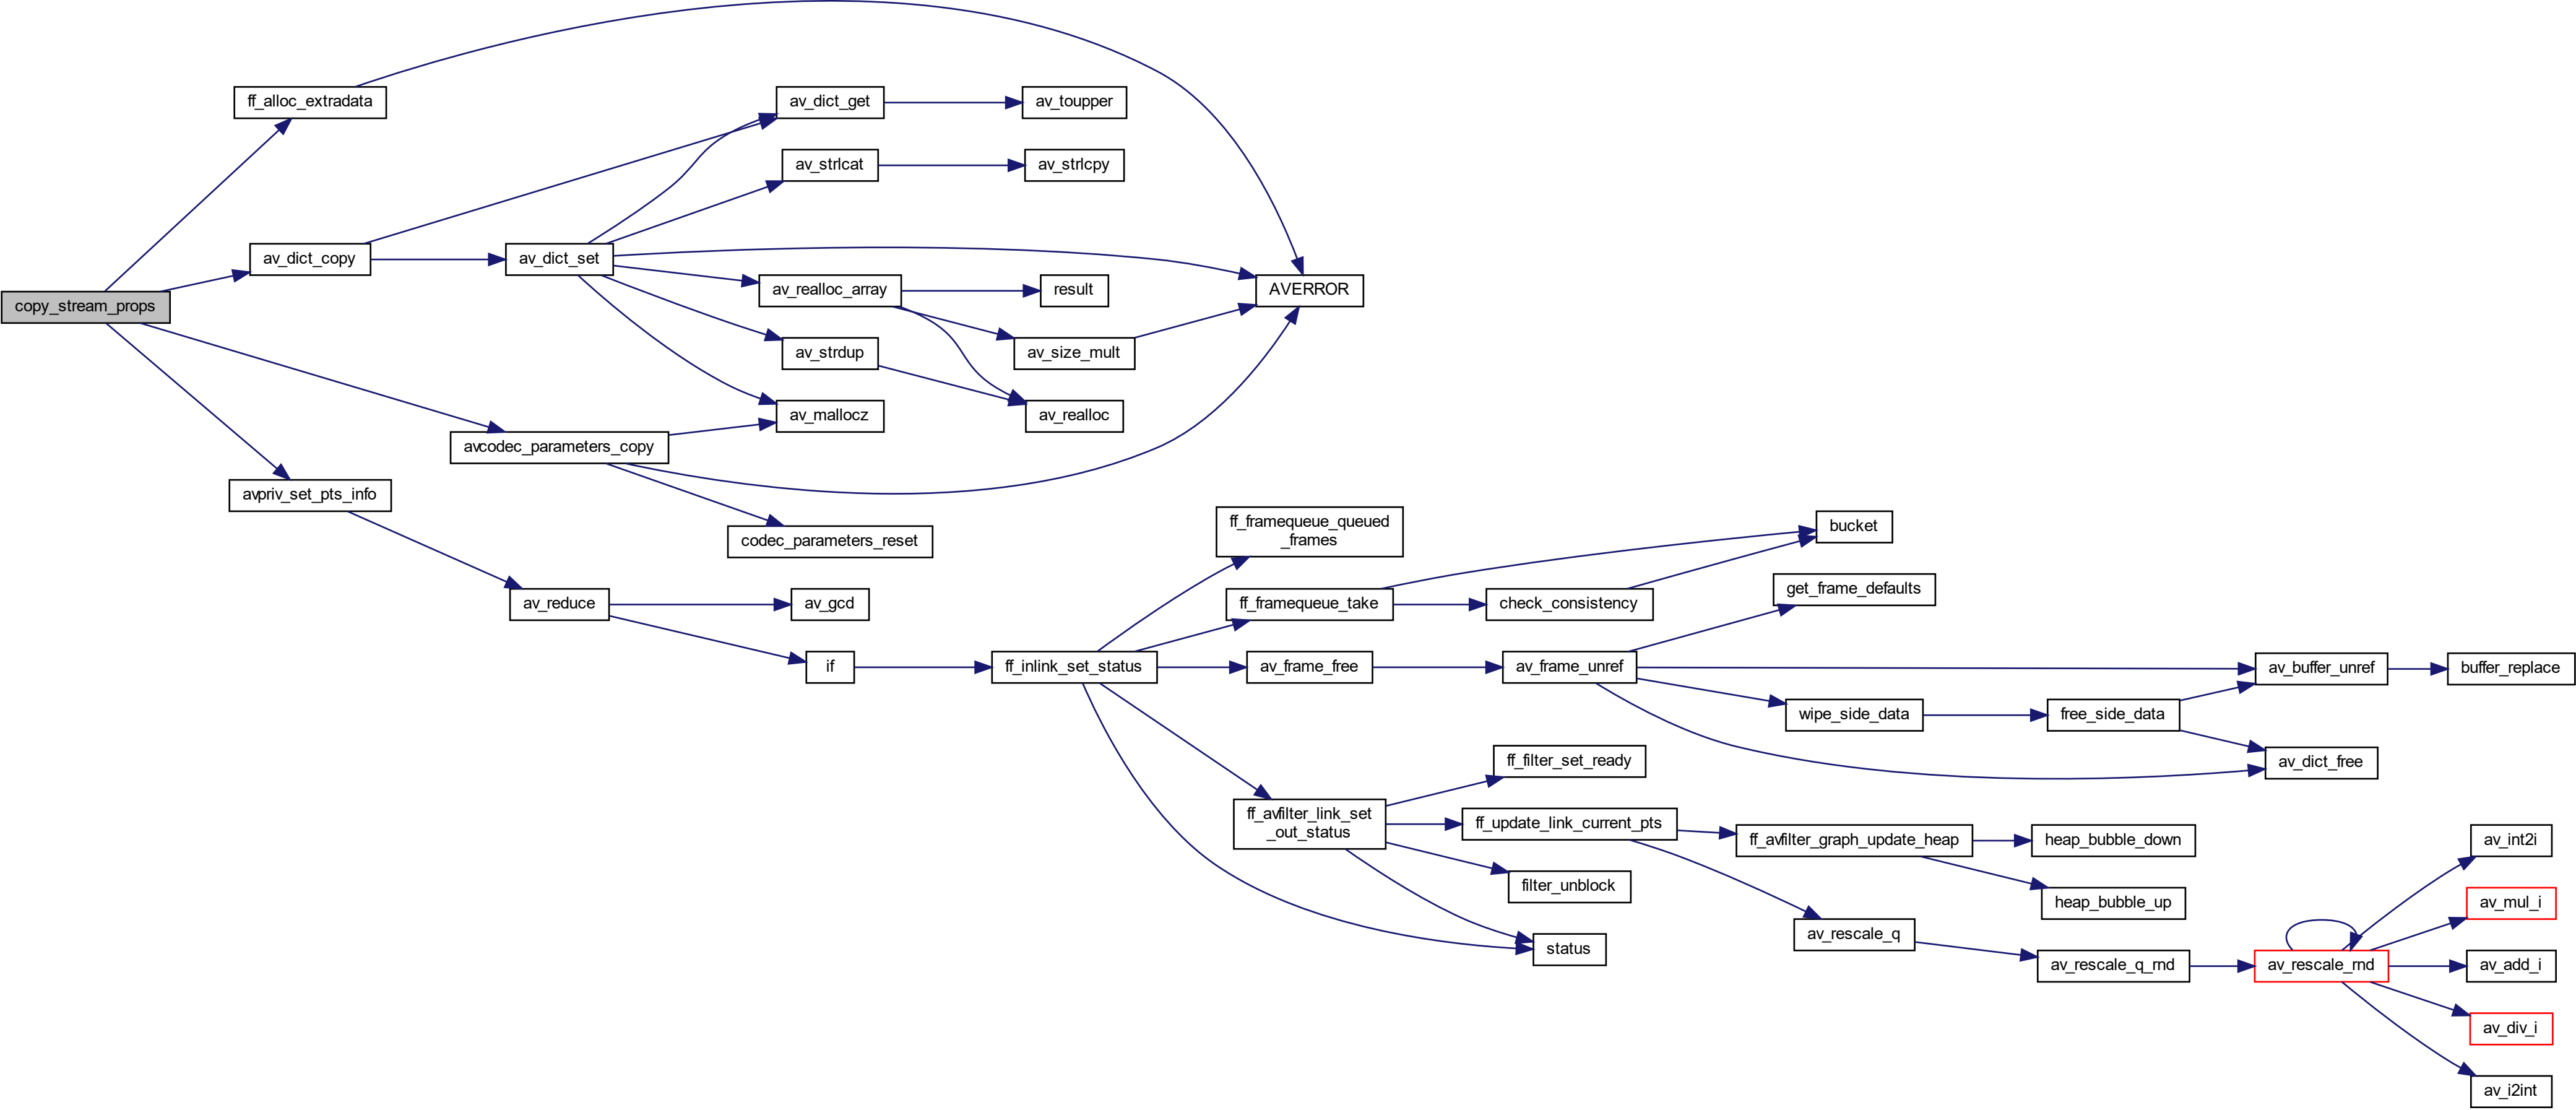 copy_stream_props
ff_alloc_extradata
av_dict_copy
avcodec_parameters_copy
avpriv_set_pts_info
av_dict_set
av_dict_get
av_toupper
av_strlcat
av_strlcpy
av_realloc_array
result
AVERROR
av_strdup
av_size_mult
av_mallocz
av_realloc
codec_parameters_reset
av_reduce
av_gcd
if
ff_inlink_set_status
ff_framequeue_queued
_frames
ff_framequeue_take
check_consistency
bucket
av_frame_free
av_frame_unref
get_frame_defaults
wipe_side_data
free_side_data
av_buffer_unref
buffer_replace
av_dict_free
ff_avfilter_link_set
_out_status
ff_filter_set_ready
ff_update_link_current_pts
filter_unblock
status
ff_avfilter_graph_update_heap
heap_bubble_down
heap_bubble_up
av_rescale_q
av_rescale_q_rnd
av_rescale_rnd
av_int2i
av_mul_i
av_add_i
av_div_i
av_i2int